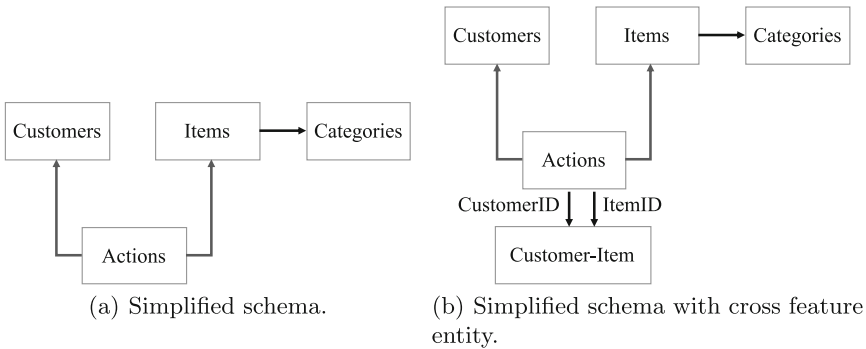 Customers
Items
Categories
Actions
(a) Simplified schema.
Customers
Items
Categories
Actions
CustomerID
ItemID
Customer-Item
(b) Simplified schema with cross feature
entity.